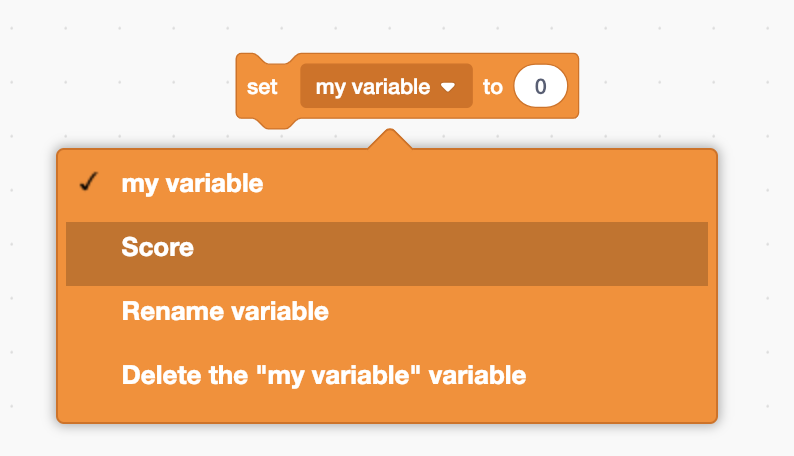 set my variable to 0
my variable
Score
Rename variable
Delete the "my variable" variable